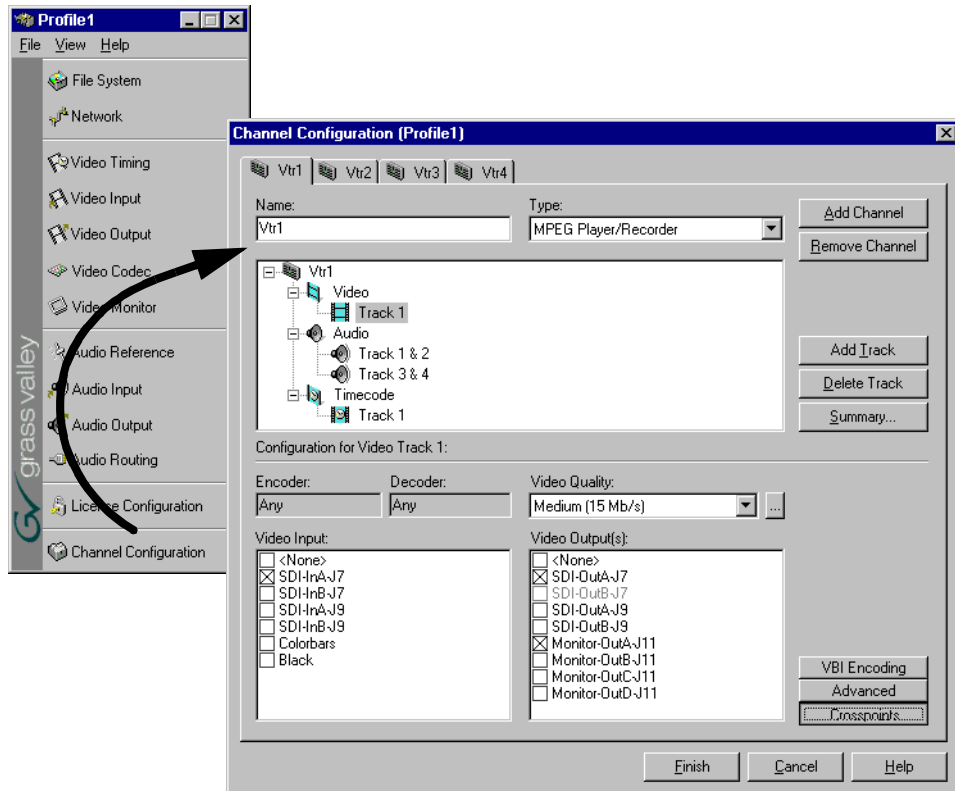 Profile1
File View Help
File System
Network
Video Timing
Video Input
Video Output
Video Codec
Video Monitor
Audio Reference
Audio Input
Audio Output
Audio Routing
License Configuration
Channel Configuration
grass valley
Channel Configuration (Profile1)
Vtr1 Vtr2 Vtr3 Vtr4
Name:
Vtr1
Type:
MPEG Player/Recorder
Add Channel
Remove Channel
Vtr1
Video
Track 1
Audio
Track 1 & 2
Track 3 & 4
Timecode
Track 1
Add Track
Delete Track
Summary...
Configuration for Video Track 1:
Encoder:
Any
Decoder:
Any
Video Quality:
Medium (15 Mb/s)
...
Video Input:
<None>
SDI-InA-J7
SDI-InB-J7
SDI-InA-J9
SDI-InB-J9
Colorbars
Black
Video Output(s):
<None>
SDI-OutA-J7
SDI-OutB-J7
SDI-OutA-J9
SDI-OutB-J9
Monitor-OutA-J11
Monitor-OutB-J11
Monitor-OutC-J11
Monitor-OutD-J11
VBI Encoding
Advanced
Crosspoints
Finish
Cancel
Help